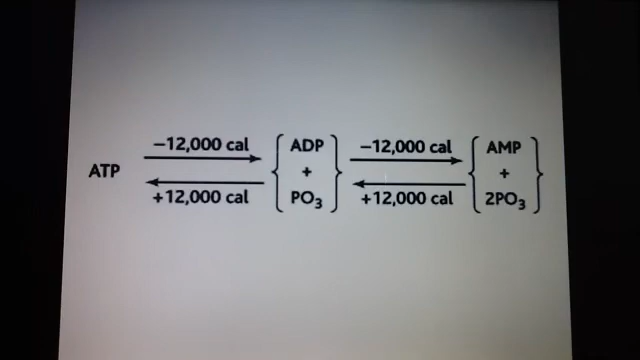 −12,000 cal
ATP
+12,000 cal
ADP
+
PO3
−12,000 cal
+12,000 cal
AMP
+
2PO3